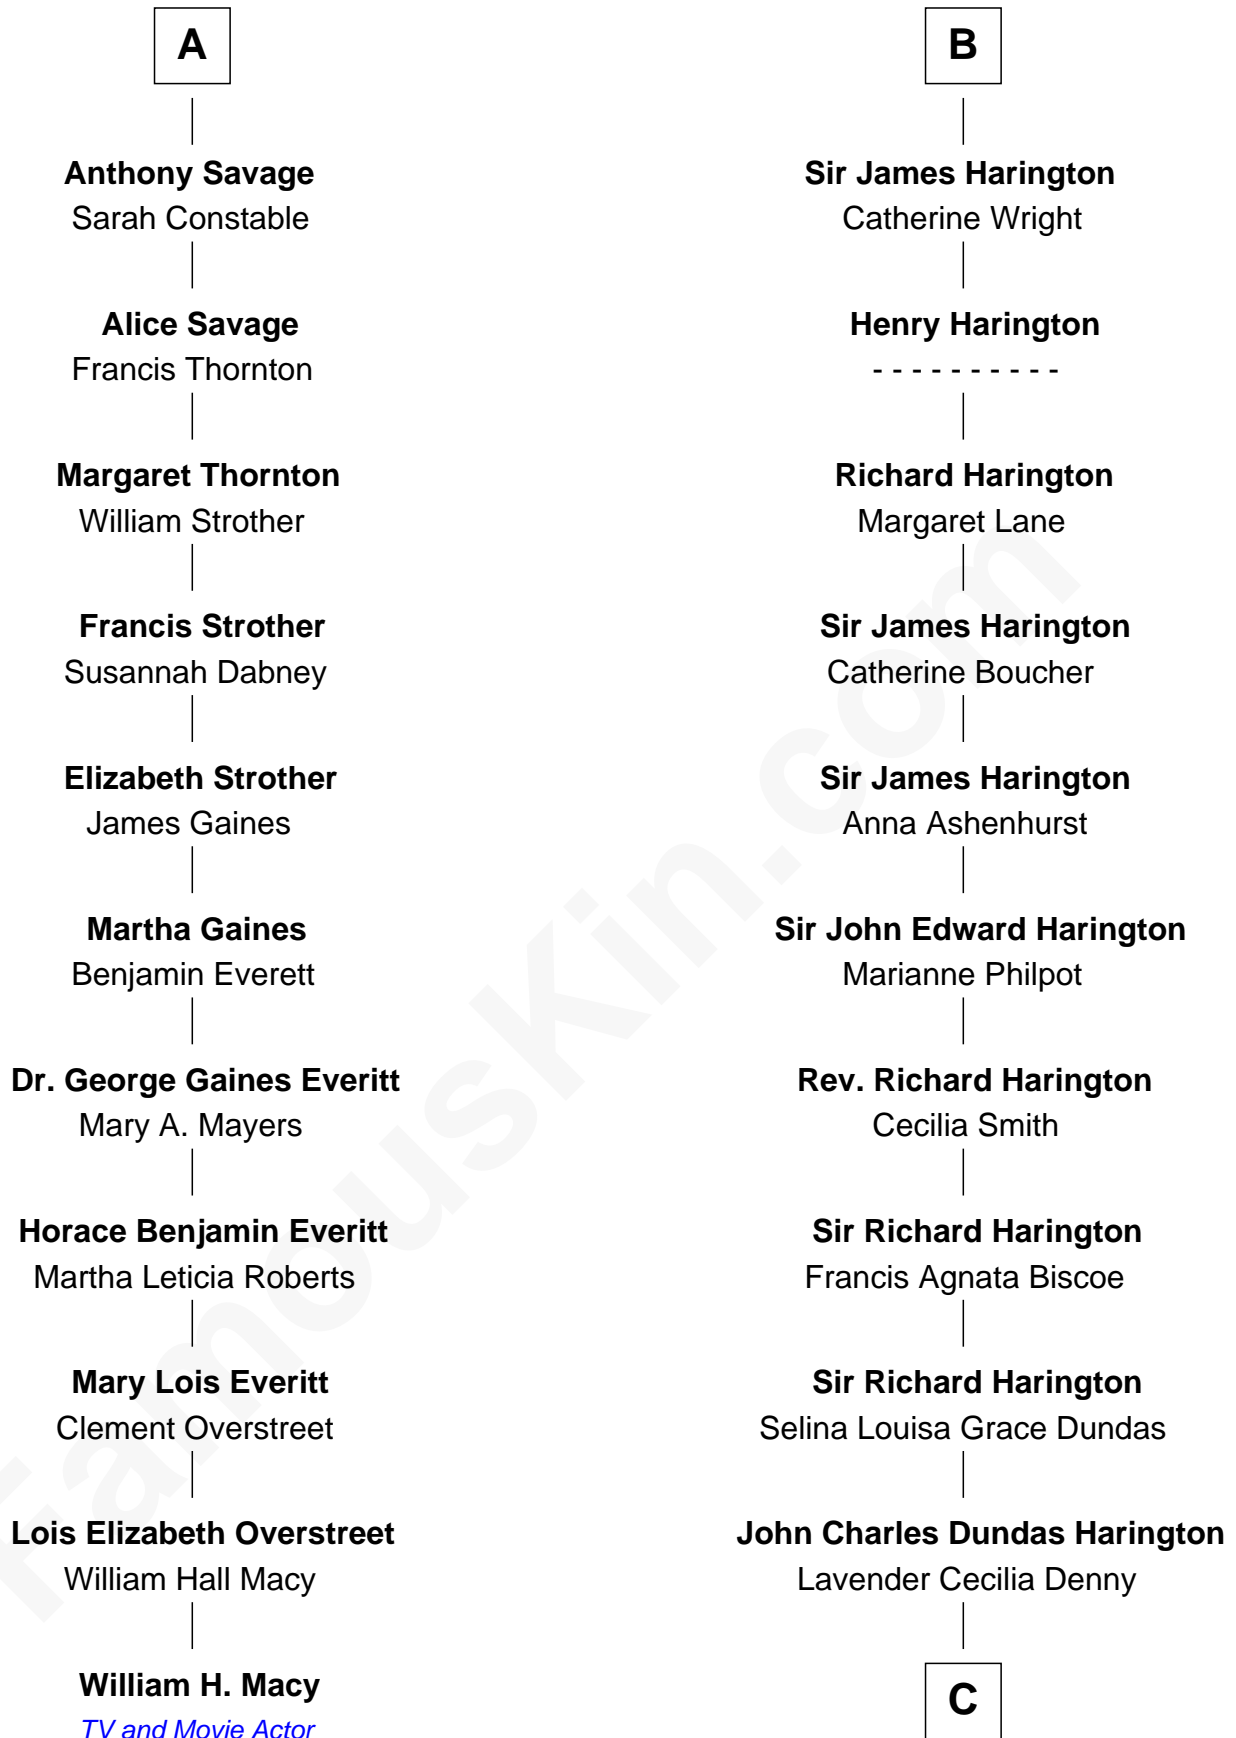 A
Anthony Savage
Sarah Constable
Alice Savage
Francis Thornton
Margaret Thornton
William Strother
Francis Strother
Susannah Dabney
Elizabeth Strother
James Gaines
Martha Gaines
Benjamin Everett
Dr. George Gaines Everitt
Mary A. Mayers
Horace Benjamin Everitt
Martha Leticia Roberts
Mary Lois Everitt
Clement Overstreet
Lois Elizabeth Overstreet
William Hall Macy
William H. Macy
TV and Movie Actor
B
Sir James Harington
Catherine Wright
Henry Harington
- - - - - - - - - -
Richard Harington
Margaret Lane
Sir James Harington
Catherine Boucher
Sir James Harington
Anna Ashenhurst
Sir John Edward Harington
Marianne Philpot
Rev. Richard Harington
Cecilia Smith
Sir Richard Harington
Francis Agnata Biscoe
Sir Richard Harington
Selina Louisa Grace Dundas
John Charles Dundas Harington
Lavender Cecilia Denny
C
FamousKin.com